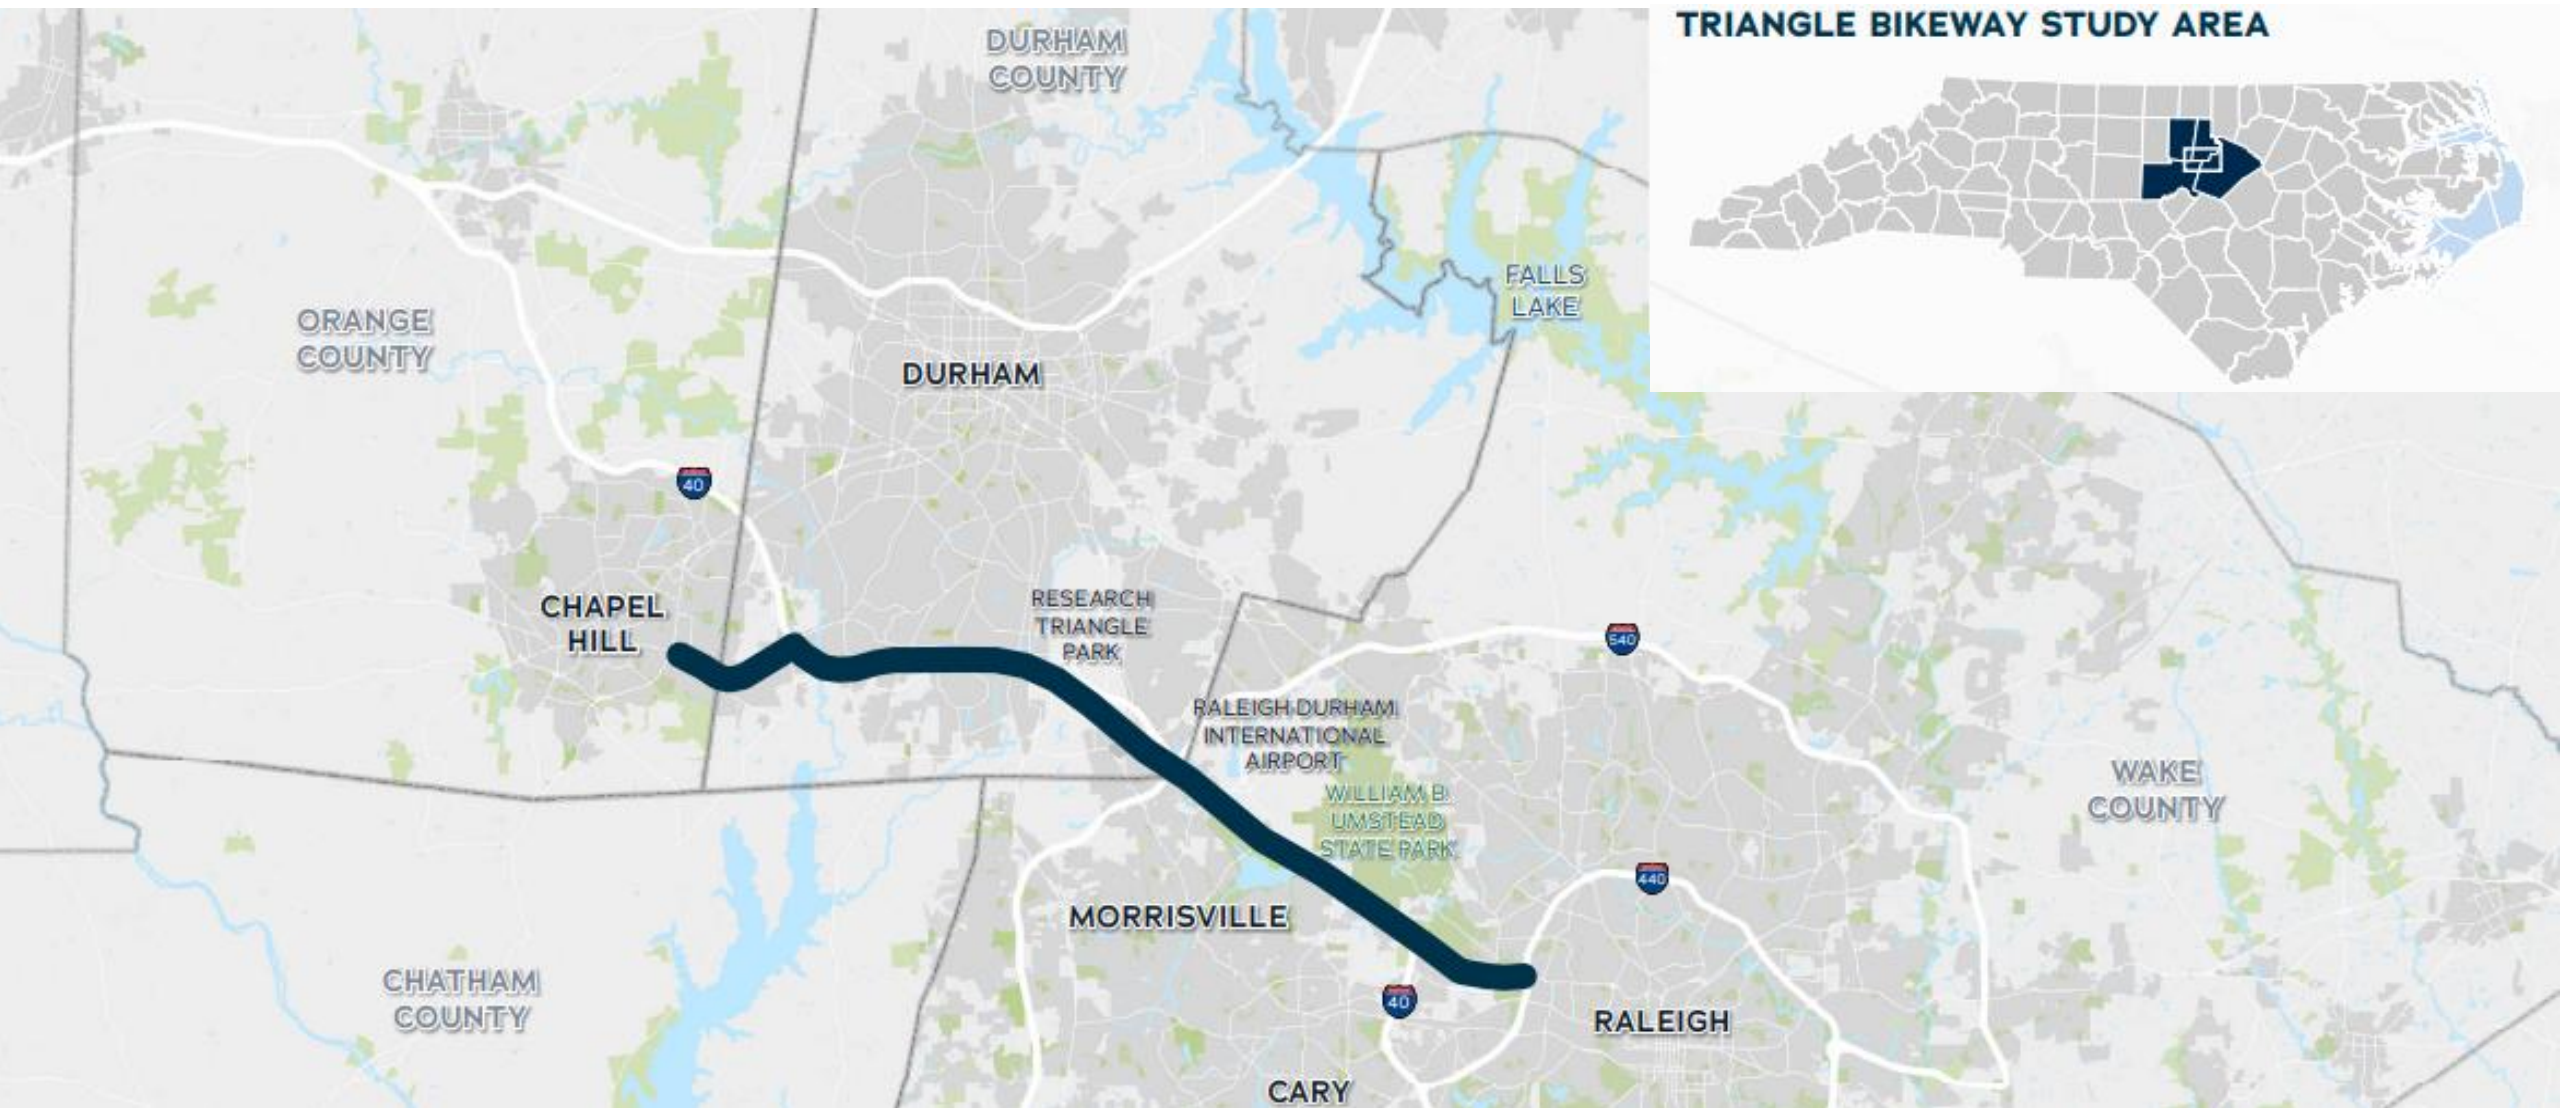 TRIANGLE BIKEWAY STUDY AREA
DURHAM
COUNTY
FALLS
LAKE
ORANGE
COUNTY
DURHAM
40
CHAPEL
HILL
RESEARCH
TRIANGLE
PARK
540
RALEIGH DURHAM
INTERNATIONAL
AIRPORT
WILLIAM B.
UMSTEAD
STATE PARK
WAKE
COUNTY
440
MORRISVILLE
CHATHAM
COUNTY
40
RALEIGH
CARY